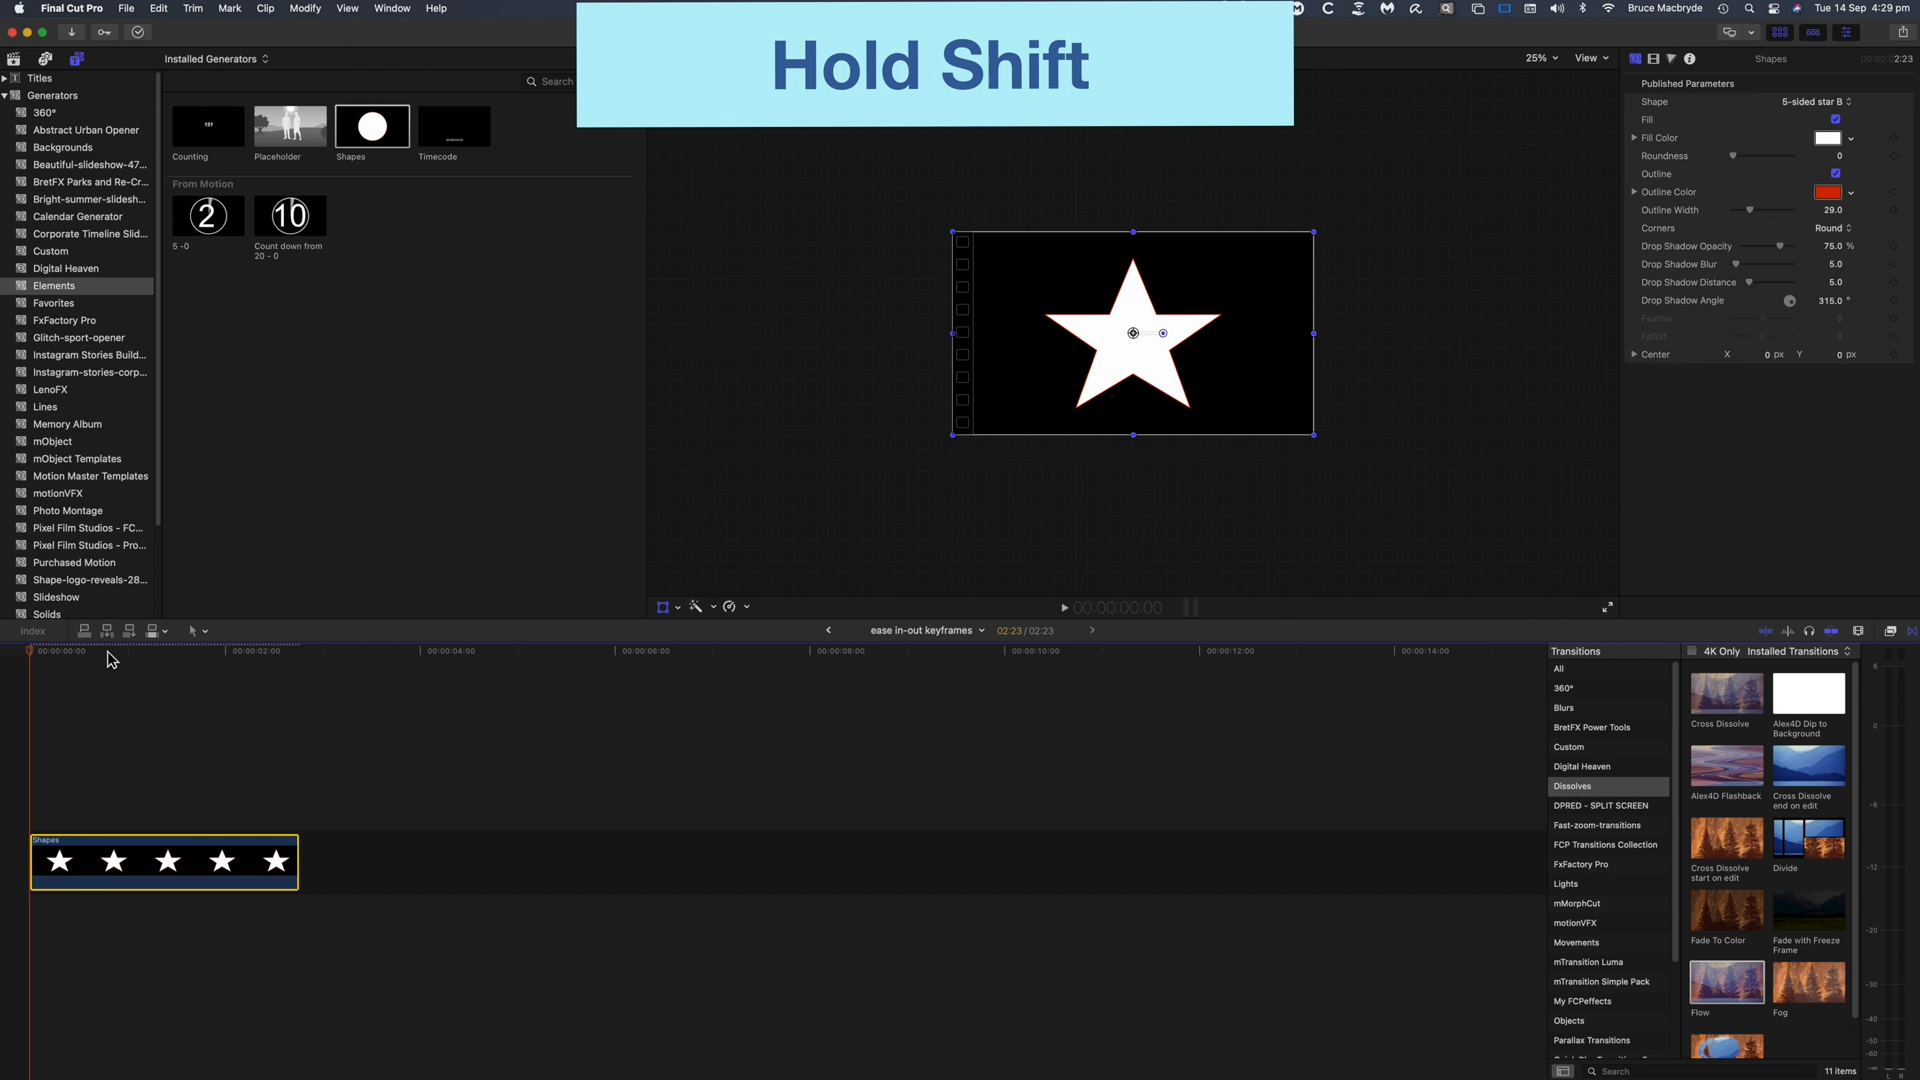 Final Cut Pro File Edit Trim Mark Clip Modify View Window Help
Bruce Macbryde Tue 14 Sep 4:29 pm
Hold Shift
Installed Generators
Search
25% View
Shapes
2:23
Titles
Generators
360°
Abstract Urban Opener
Backgrounds
Beautiful-slideshow-47...
BretFX Parks and Re-Cr...
Bright-summer-slidesh...
Calendar Generator
Corporate Timeline Slid...
Custom
Digital Heaven
Elements
Favorites
FxFactory Pro
Glitch-sport-opener
Instagram Stories Build...
Instagram-stories-corp...
LenoFX
Lines
Memory Album
mObject
mObject Templates
Motion Master Templates
motionVFX
Photo Montage
Pixel Film Studios - FC...
Pixel Film Studios - Pro...
Purchased Motion
Shape-logo-reveals-28...
Slideshow
Solids
Counting Placeholder Shapes Timecode
From Motion
2 10
5 -0 Count down from
20 - 0
Published Parameters
Shape 5-sided star B
Fill
Fill Color
Roundness 0
Outline
Outline Color
Outline Width 29.0
Corners Round
Drop Shadow Opacity 75.0 %
Drop Shadow Blur 5.0
Drop Shadow Distance 5.0
Drop Shadow Angle 315.0 °
Feather 0
Falloff 0
Center X 0 px Y 0 px
00:00:00:00
Index
ease in-out keyframes 02:23 / 02:23
00:00:00:00 00:00:02:00 00:00:04:00 00:00:06:00 00:00:08:00 00:00:10:00 00:00:12:00 00:00:14:00
Shapes
Transitions
All
360°
Blurs
BretFX Power Tools
Custom
Digital Heaven
Dissolves
DPRED - SPLIT SCREEN
Fast-zoom-transitions
FCP Transitions Collection
FxFactory Pro
Lights
mMorphCut
motionVFX
Movements
mTransition Luma
mTransition Simple Pack
My FCPeffects
Objects
Parallax Transitions
4K Only Installed Transitions
Cross Dissolve Alex4D Dip to
Background
Alex4D Flashback Cross Dissolve
end on edit
Cross Dissolve Divide
start on edit
Fade To Color Fade with Freeze
Frame
Flow Fog
Search
11 items
6
0
-6
-12
-20
-30
-40
-50
-60
L R